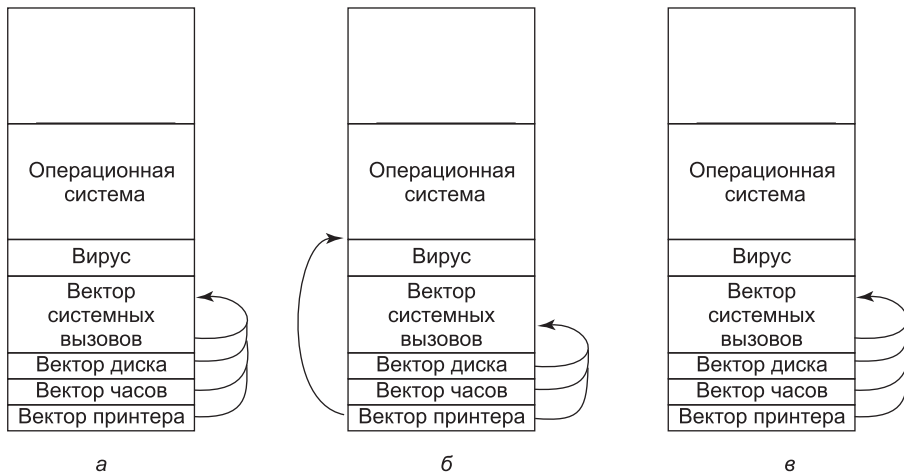 Операционная
система
Вирус
Вектор
системных
вызовов
Вектор диска
Вектор часов
Вектор принтера
а
Операционная
система
Вирус
Вектор
системных
вызовов
Вектор диска
Вектор часов
Вектор принтера
б
Операционная
система
Вирус
Вектор
системных
вызовов
Вектор диска
Вектор часов
Вектор принтера
в